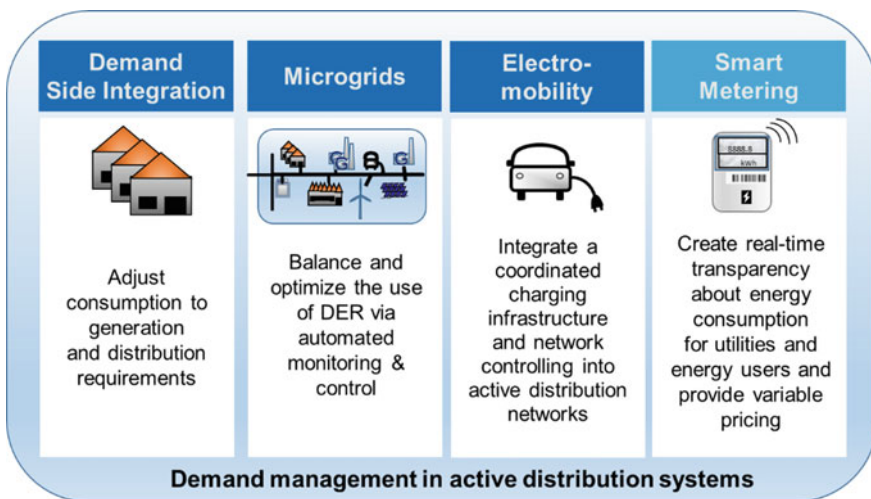 Demand
Side Integration
Adjust
consumption to
generation
and distribution
requirements
Microgrids
G
G
G
Balance and
optimize the use
of DER via
automated
monitoring &
control
Electro-
mobility
Integrate a
coordinated
charging
infrastructure
and network
controlling into
active distribution
networks
Smart
Metering
8888.8
kwh
Create real-time
transparency
about energy
consumption
for utilities and
energy users and
provide variable
pricing
Demand management in active distribution systems